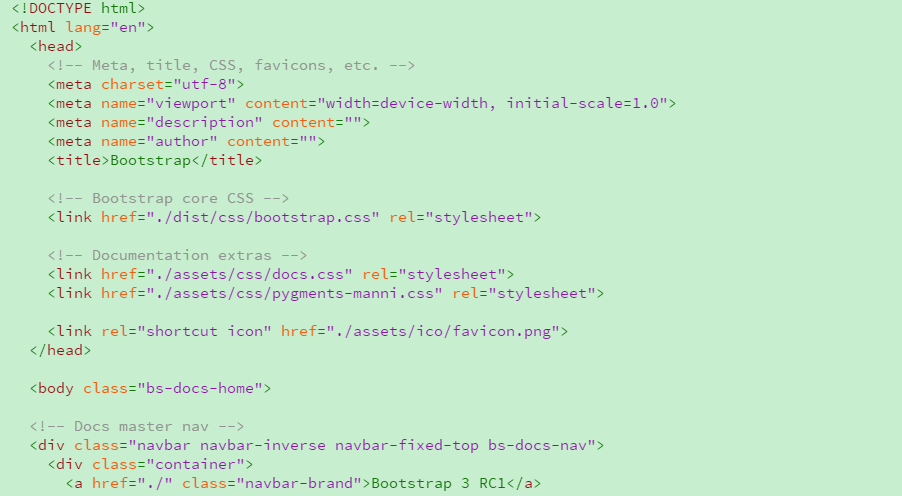 <!DOCTYPE html>
<html lang="en">
<head>
<!-- Meta, title, CSS, favicons, etc. -->
<meta charset="utf-8">
<meta name="viewport" content="width=device-width, initial-scale=1.0">
<meta name="description" content="">
<meta name="author" content="">
<title>Bootstrap</title>
<!-- Bootstrap core CSS -->
<link href="./dist/css/bootstrap.css" rel="stylesheet">
<!-- Documentation extras -->
<link href="./assets/css/docs.css" rel="stylesheet">
<link href="./assets/css/pygments-manni.css" rel="stylesheet">
<link rel="shortcut icon" href="./assets/ico/favicon.png">
</head>
<body class="bs-docs-home">
<!-- Docs master nav -->
<div class="navbar navbar-inverse navbar-fixed-top bs-docs-nav">
<div class="container">
<a href="./" class="navbar-brand">Bootstrap 3 RC1</a>